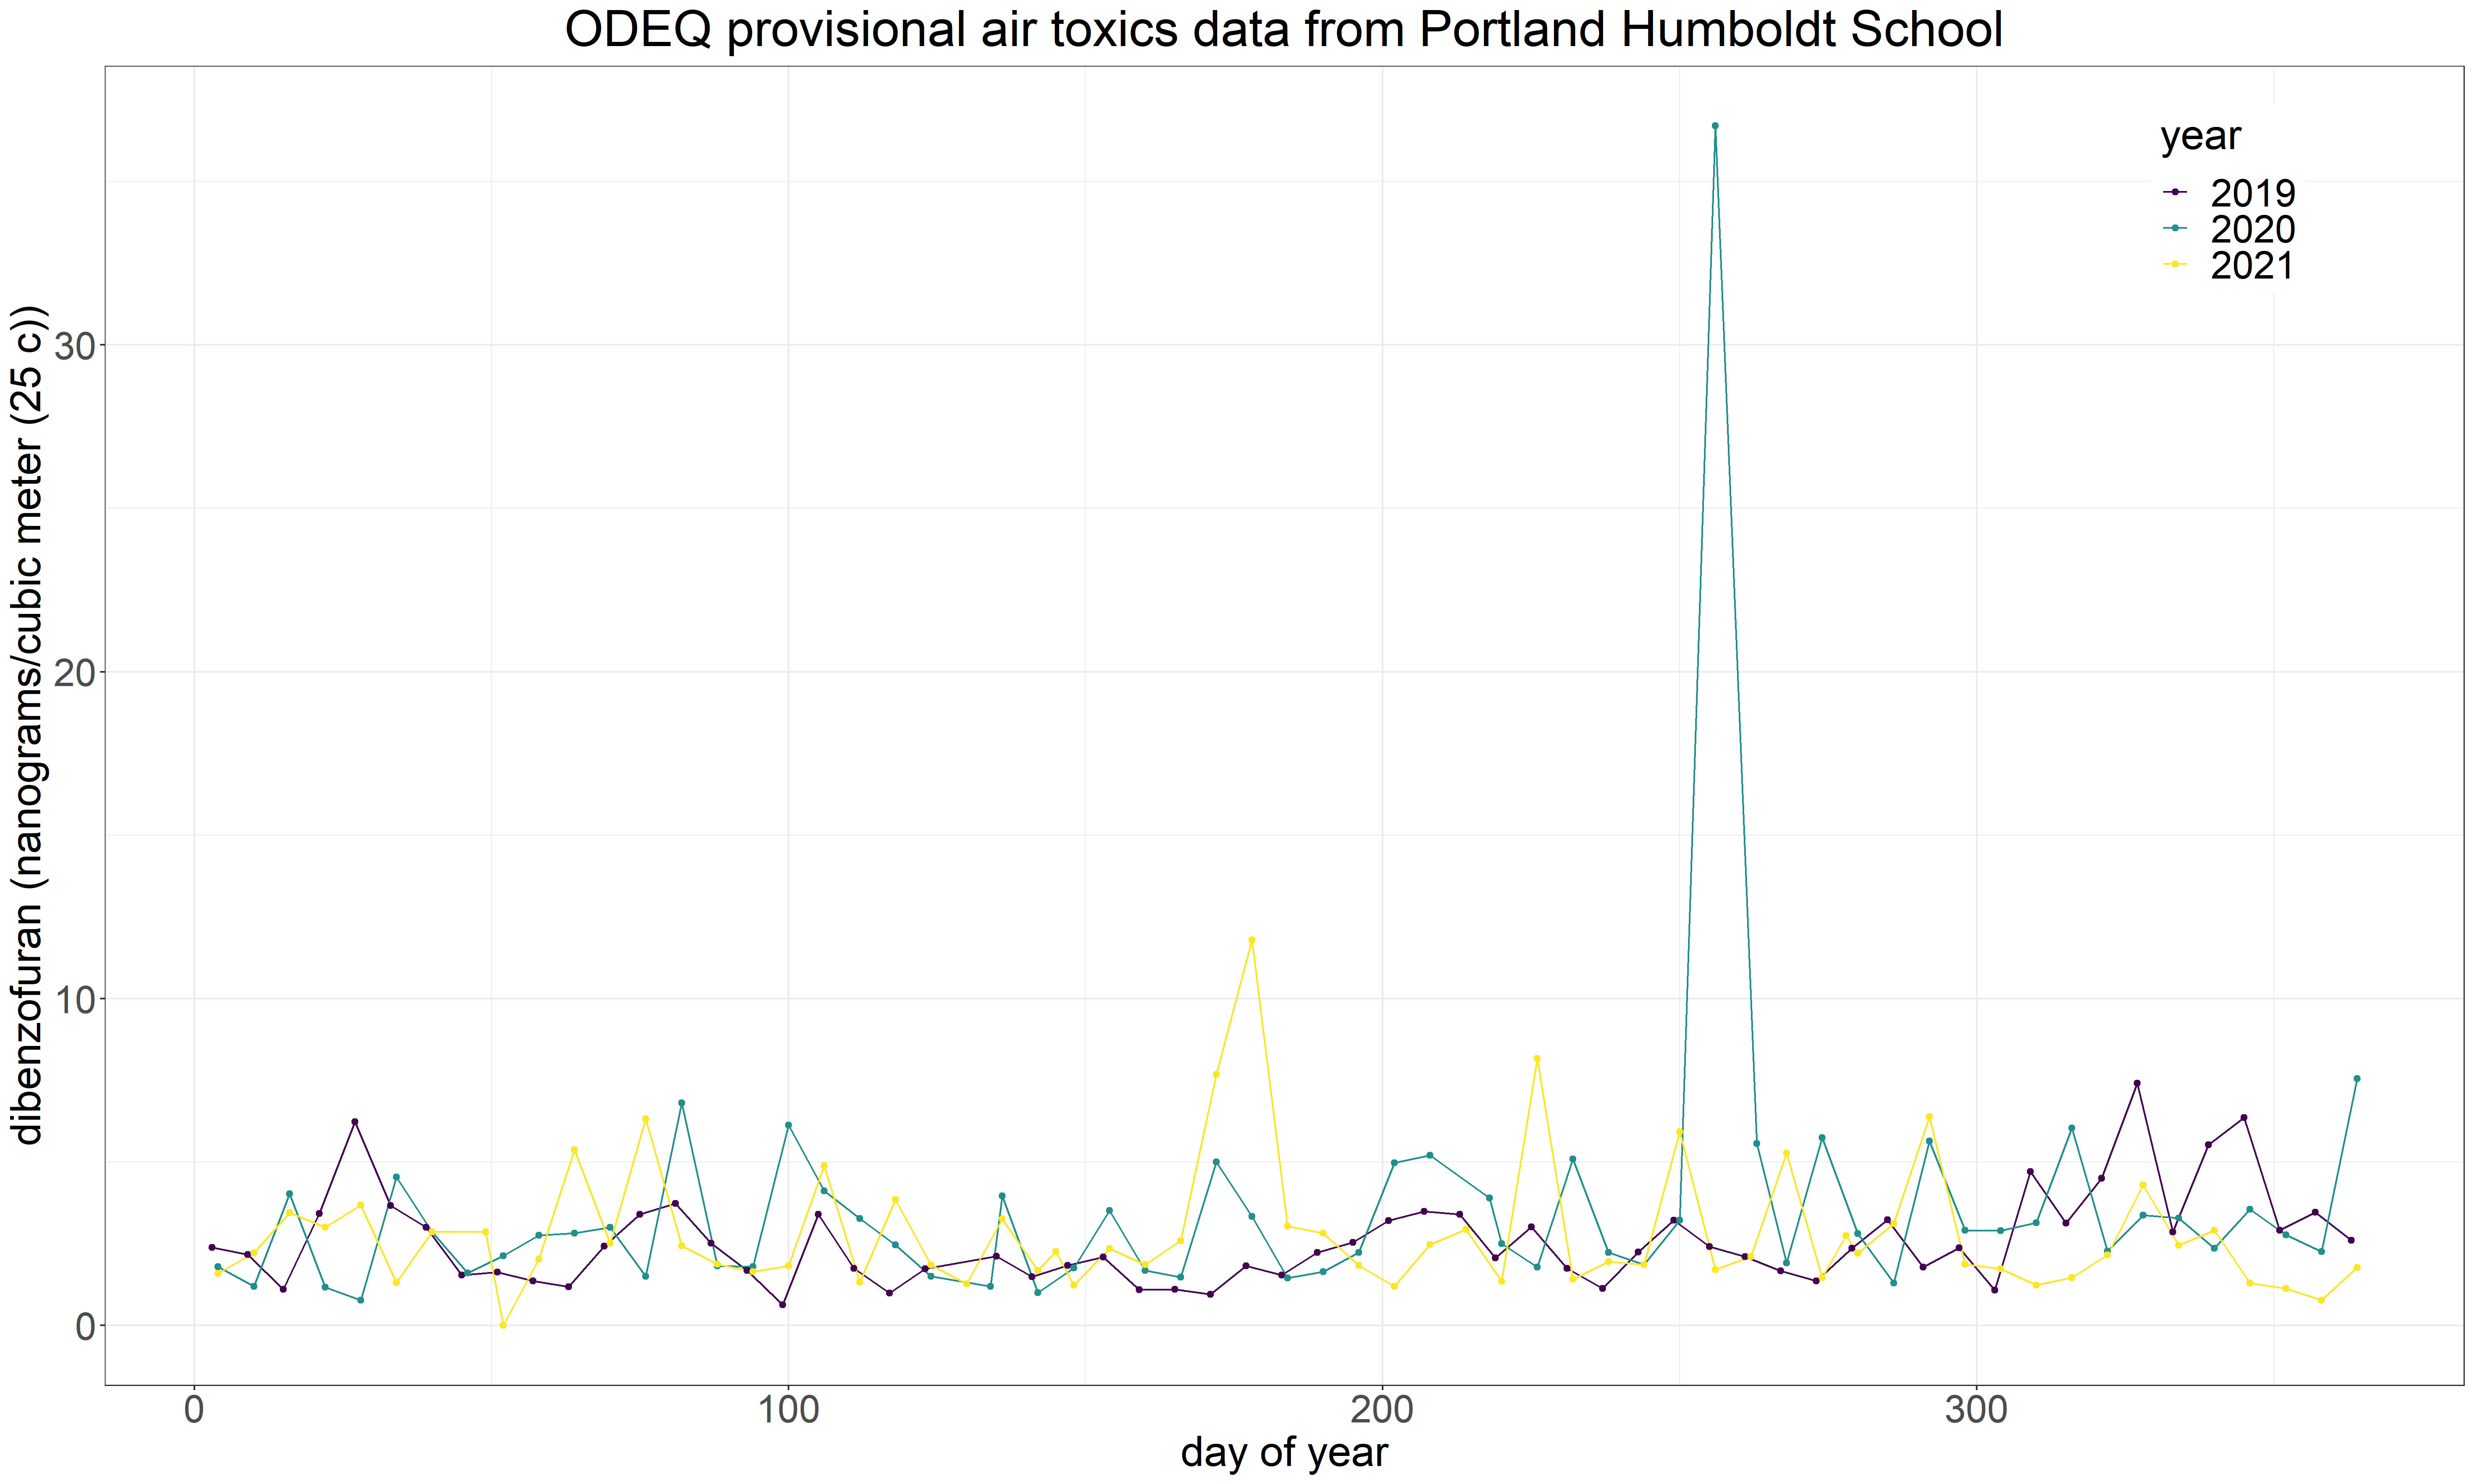 ODEQ provisional air toxics data from Portland Humboldt School
dibenzofuran (nanograms/cubic meter (25 c))
30
20
10
0
year
2019
2020
2021
0 100 200 300
day of year